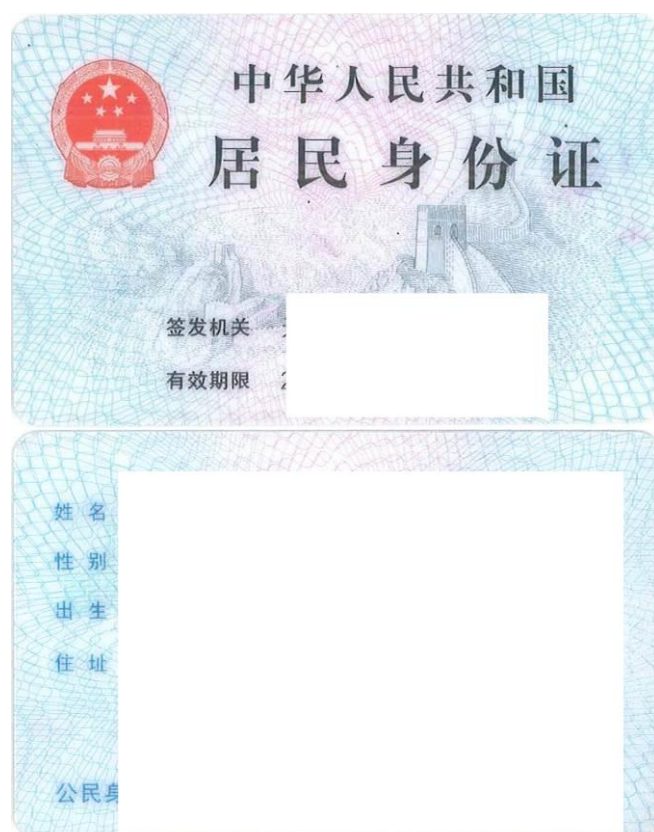 中华人民共和国
居民身份证
签发机关
有效期限
姓名
性别
出生
住址
公民身